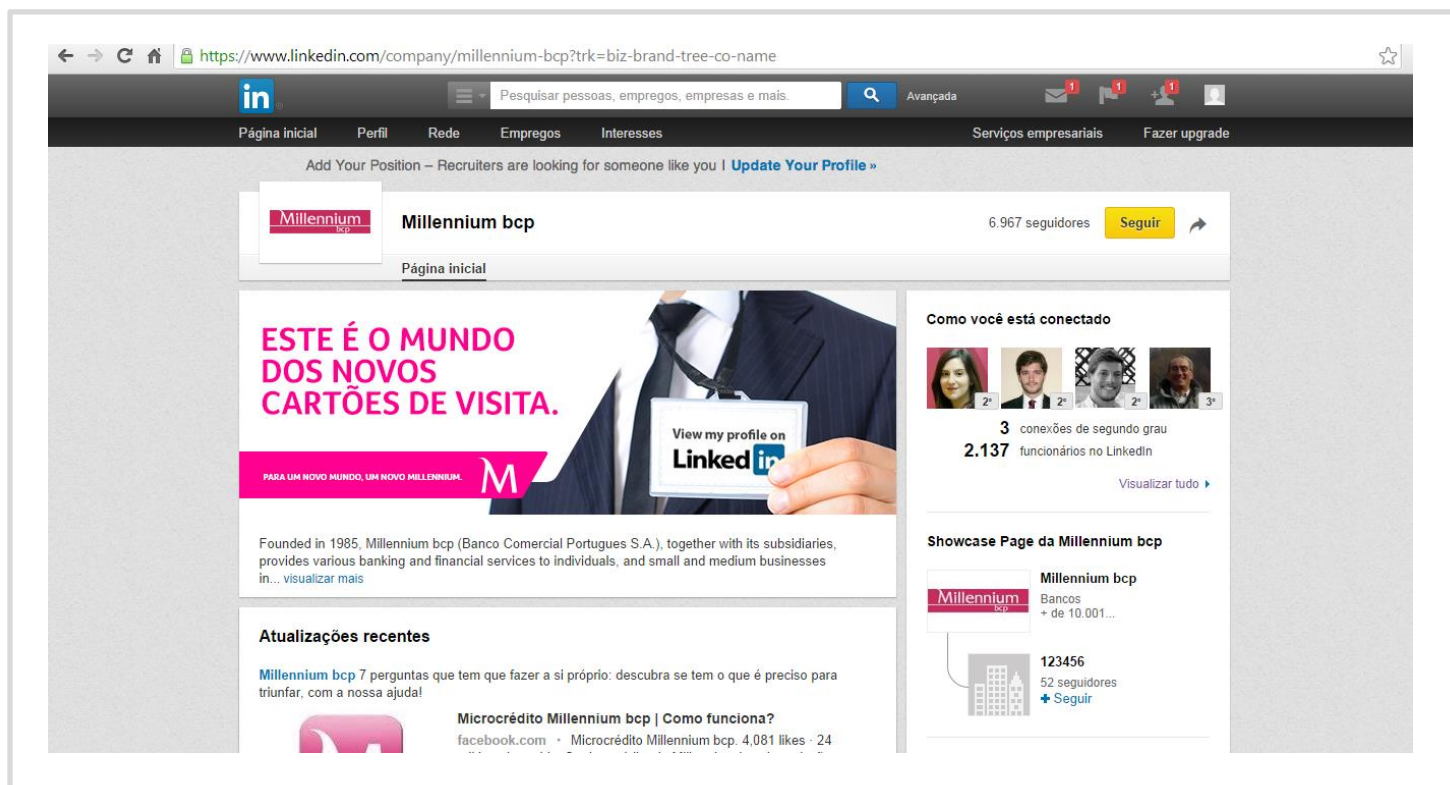 https://www.linkedin.com/company/millennium-bcp?trk=biz-brand-tree-co-name
in
Pesquisar pessoas, empregos, empresas e mais.
Avançada
1
1
1
Página inicial Perfil Rede Empregos Interesses Serviços empresariais Fazer upgrade
Add Your Position – Recruiters are looking for someone like you | Update Your Profile »
Millennium
bcp
Millennium bcp
6.967 seguidores
Seguir
Página inicial
ESTE É O MUNDO
DOS NOVOS
CARTÕES DE VISITA.
View my profile on
Linked in
PARA UM NOVO MUNDO, UM NOVO MILLENNIUM.
M
Founded in 1985, Millennium bcp (Banco Comercial Portugues S.A.), together with its subsidiaries,
provides various banking and financial services to individuals, and small and medium businesses
in... visualizar mais
Atualizações recentes
Millennium bcp 7 perguntas que tem que fazer a si próprio: descubra se tem o que é preciso para
triunfar, com a nossa ajuda!
Microcrédito Millennium bcp | Como funciona?
facebook.com · Microcrédito Millennium bcp. 4,081 likes · 24
Como você está conectado
2º
2º
2º
3º
3 conexões de segundo grau
2.137 funcionários no LinkedIn
Visualizar tudo
Showcase Page da Millennium bcp
Millennium
bcp
Millennium bcp
Bancos
+ de 10.001...
123456
52 seguidores
+ Seguir